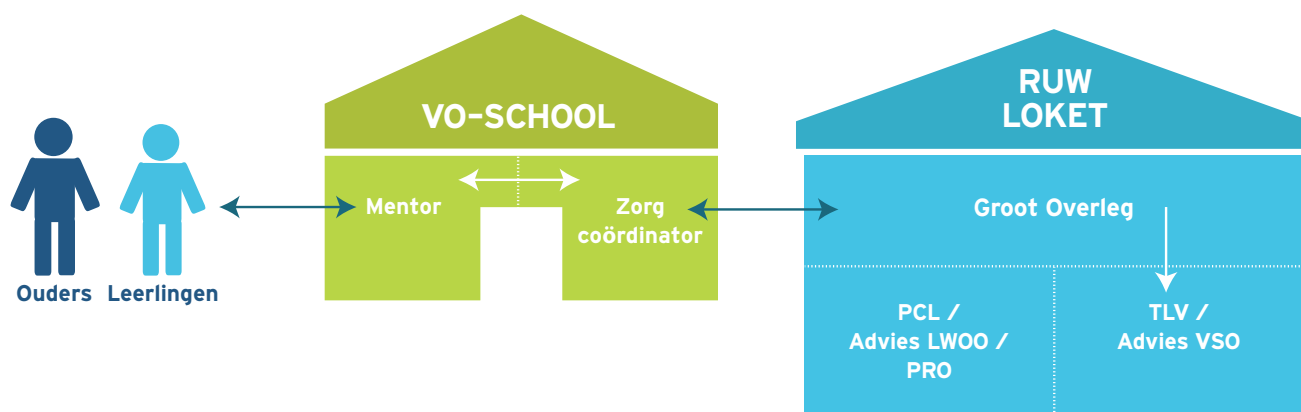 VO-SCHOOL
RUW
LOKET
Mentor
Zorg
coördinator
Groot Overleg
Ouders
Leerlingen
PCL /
Advies LWOO /
PRO
TLV /
Advies VSO